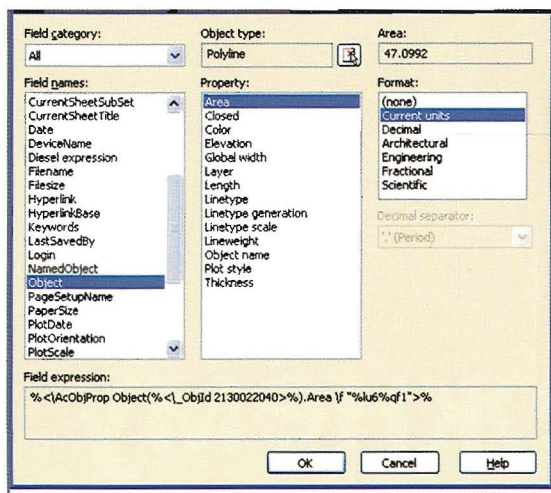 Field category:
All
Object type:
Polyline
Area:
47.0992
Field names:
CurrentSheetSubSet
CurrentSheetTitle
Date
DeviceName
Diesel expression
Filename
Filesize
Hyperlink
HyperlinkBase
Keywords
LastSavedBy
Login
NamedObject
Object
PageSetupName
PaperSize
PlotDate
PlotOrientation
PlotScale
Property:
Area
Closed
Color
Elevation
Global width
Layer
Length
Linetype
Linetype generation
Linetype scale
Lineweight
Object name
Plot style
Thickness
Format:
(none)
Current units
Decimal
Architectural
Engineering
Fractional
Scientific
Decimal separator:
'.' (Period)
Field expression:
%<\AcObjProp Object(%<\_ObjId 2130022040>%).Area \f "%lu6%qf1">%
OK
Cancel
Help